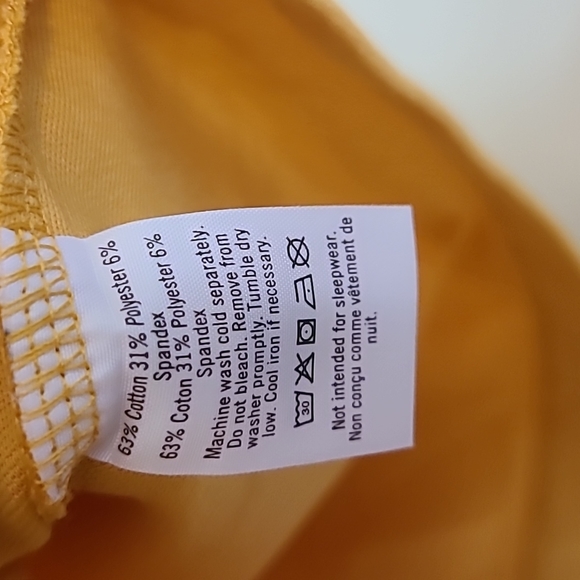 63% Cotton 31% Polyester 6%
Spandex
63% Coton 31% Polyester 6%
Spandex
Machine wash cold separately.
Do not bleach. Remove from
washer promptly. Tumble dry
low. Cool iron if necessary.
30
Not intended for sleepwear.
Non conçu comme vêtement de
nuit.